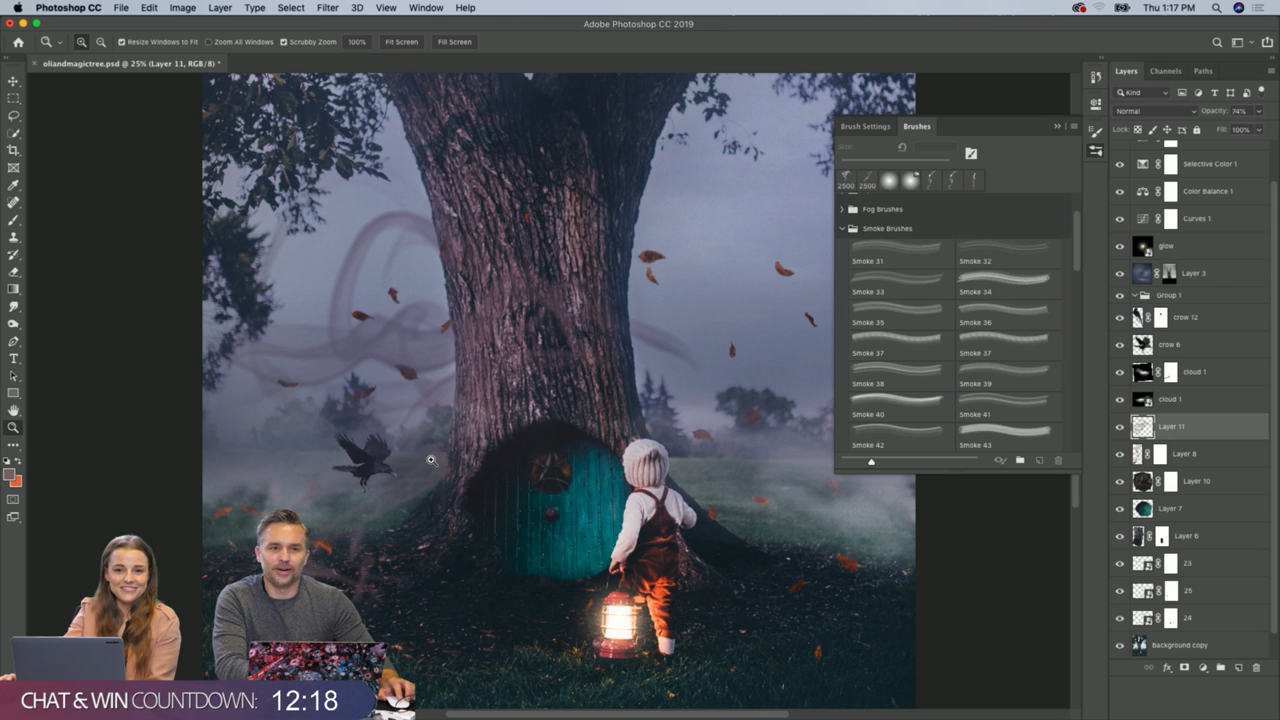 Photoshop CC File Edit Image Layer Type Select Filter 3D View Window Help Thu 1:17 PM
Adobe Photoshop CC 2019
Resize Windows to Fit Zoom All Windows Scrubby Zoom 100% Fit Screen Fill Screen
× oliandmagictree.psd @ 25% (Layer 11, RGB/8) *
Layers Channels Paths
Kind
Normal Opacity: 74%
Lock: Fill: 100%
Brush Settings Brushes
Size:
2500 2500
Fog Brushes
Smoke Brushes
Smoke 31 Smoke 32
Smoke 33 Smoke 34
Smoke 35 Smoke 36
Smoke 37 Smoke 37
Smoke 38 Smoke 39
Smoke 40 Smoke 41
Smoke 42 Smoke 43
Selective Color 1
Color Balance 1
Curves 1
glow
Layer 3
Group 1
crow 12
crow 6
cloud 1
cloud 1
Layer 11
Layer 8
Layer 10
Layer 7
Layer 6
23
25
24
Background copy
fx
CHAT & WIN COUNTDOWN: 12:18